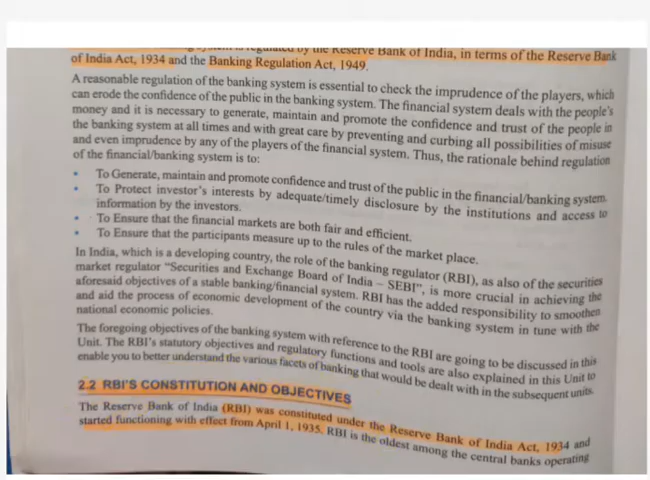 regulated by the Reserve Bank of India, in terms of the Reserve Bank
of India Act, 1934 and the Banking Regulation Act, 1949.
A reasonable regulation of the banking system is essential to check the imprudence of the players, which
can erode the confidence of the public in the banking system. The financial system deals with the people's
money and it is necessary to generate, maintain and promote the confidence and trust of the people in
the banking system at all times and with great care by preventing and curbing all possibilities of misuse
and even imprudence by any of the players of the financial system. Thus, the rationale behind regulation
of the financial/banking system is to:
• To Generate, maintain and promote confidence and trust of the public in the financial/banking system.
• To Protect investor's interests by adequate/timely disclosure by the institutions and access to
information by the investors.
• To Ensure that the financial markets are both fair and efficient.
• To Ensure that the participants measure up to the rules of the market place.
In India, which is a developing country, the role of the banking regulator (RBI), as also of the securities
market regulator "Securities and Exchange Board of India – SEBI", is more crucial in achieving the
aforesaid objectives of a stable banking/financial system. RBI has the added responsibility to smoothen
and aid the process of economic development of the country via the banking system in tune with the
national economic policies.
The foregoing objectives of the banking system with reference to the RBI are going to be discussed in this
Unit. The RBI's statutory objectives and regulatory functions and tools are also explained in this Unit to
enable you to better understand the various facets of banking that would be dealt with in the subsequent units.
2.2 RBI'S CONSTITUTION AND OBJECTIVES
The Reserve Bank of India (RBI) was constituted under the Reserve Bank of India Act, 1934 and
started functioning with effect from April 1, 1935. RBI is the oldest among the central banks operating